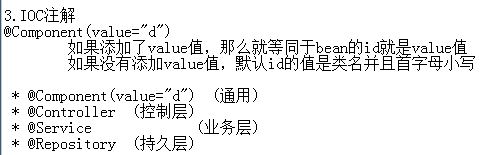 3.IOC注解
@Component(value="d")
如果添加了value值，那么就等同于bean的id就是value值
如果没有添加value值，默认id的值是类名并且首字母小写
* @Component(value="d") (通用)
* @Controller (控制层)
* @Service (业务层)
* @Repository (持久层)